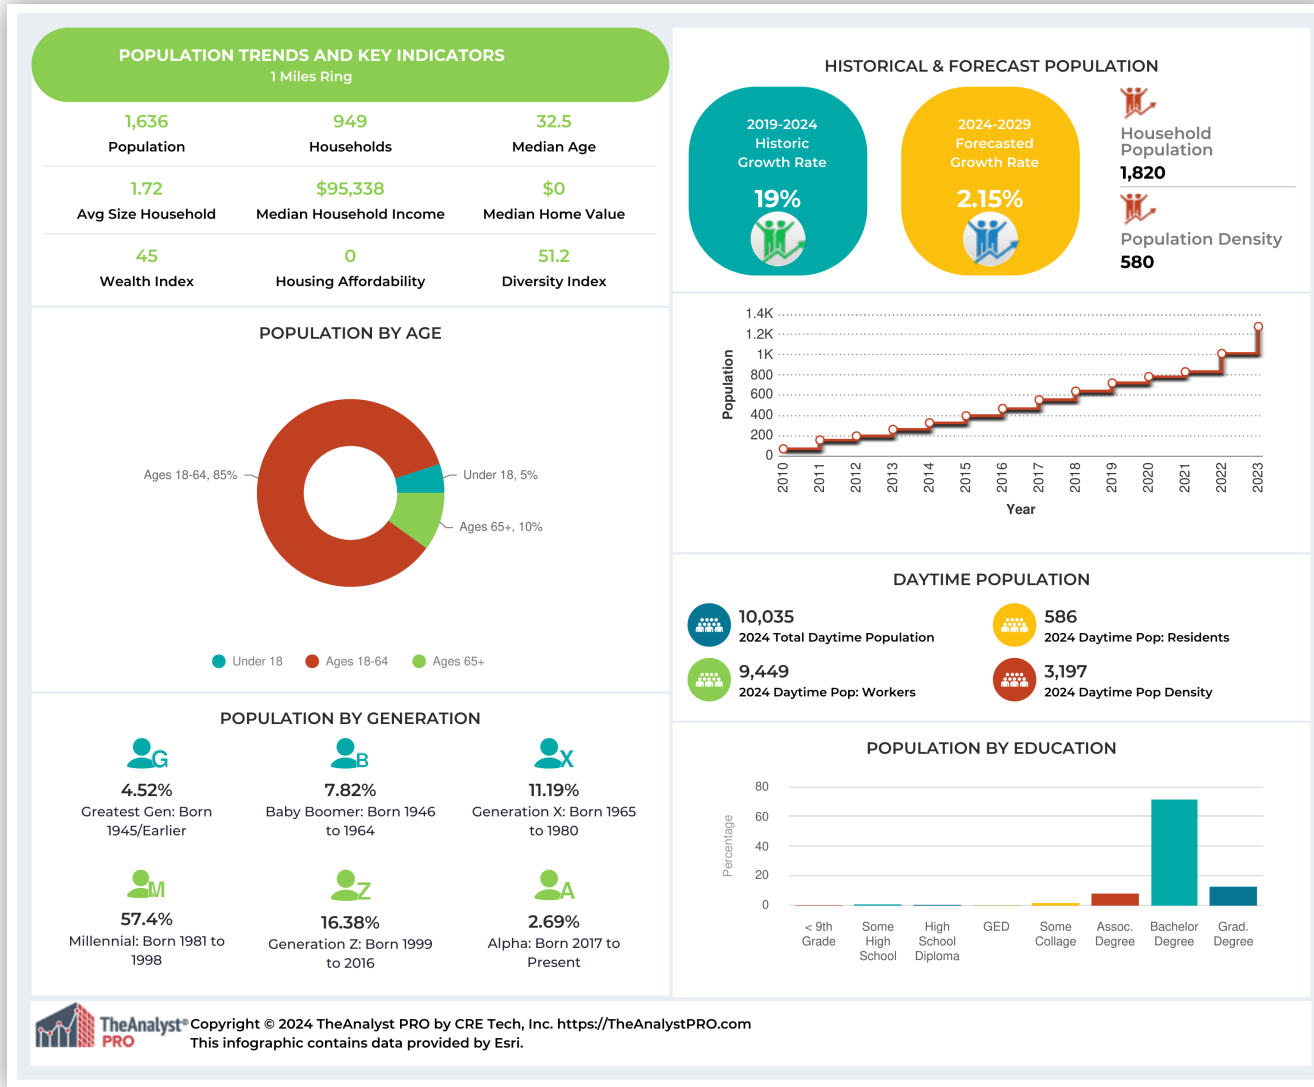 POPULATION TRENDS AND KEY INDICATORS
1 Miles Ring
1,636
Population
949
Households
32.5
Median Age
1.72
Avg Size Household
$95,338
Median Household Income
$0
Median Home Value
45
Wealth Index
0
Housing Affordability
51.2
Diversity Index
POPULATION BY AGE
Ages 18-64, 85%
Under 18, 5%
Ages 65+, 10%
Under 18
Ages 18-64
Ages 65+
POPULATION BY GENERATION
G
4.52%
Greatest Gen: Born
1945/Earlier
B
7.82%
Baby Boomer: Born 1946
to 1964
X
11.19%
Generation X: Born 1965
to 1980
M
57.4%
Millennial: Born 1981 to
1998
Z
16.38%
Generation Z: Born 1999
to 2016
A
2.69%
Alpha: Born 2017 to
Present
HISTORICAL & FORECAST POPULATION
2019-2024
Historic
Growth Rate
19%
2024-2029
Forecasted
Growth Rate
2.15%
Household
Population
1,820
Population Density
580
Population
1.4K
1.2K
1K
800
600
400
200
0
2010
2011
2012
2013
2014
2015
2016
2017
2018
2019
2020
2021
2022
2023
Year
DAYTIME POPULATION
10,035
2024 Total Daytime Population
586
2024 Daytime Pop: Residents
9,449
2024 Daytime Pop: Workers
3,197
2024 Daytime Pop Density
POPULATION BY EDUCATION
Percentage
80
60
40
20
0
< 9th
Grade
Some
High
School
High
School
Diploma
GED
Some
Collage
Assoc.
Degree
Bachelor
Degree
Grad.
Degree
TheAnalyst®
PRO
Copyright © 2024 TheAnalyst PRO by CRE Tech, Inc. https://TheAnalystPRO.com
This infographic contains data provided by Esri.